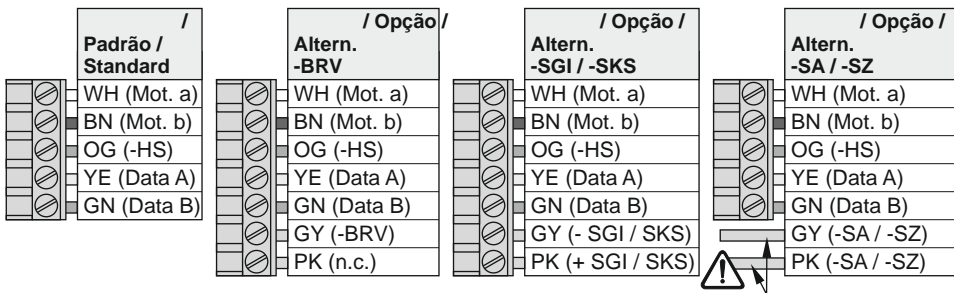 /
Padrão /
Standard
WH (Mot. a)
BN (Mot. b)
OG (-HS)
YE (Data A)
GN (Data B)
/ Opção /
Altern.
-BRV
WH (Mot. a)
BN (Mot. b)
OG (-HS)
YE (Data A)
GN (Data B)
GY (-BRV)
PK (n.c.)
/ Opção /
Altern.
-SGI / -SKS
WH (Mot. a)
BN (Mot. b)
OG (-HS)
YE (Data A)
GN (Data B)
GY (- SGI / SKS)
PK (+ SGI / SKS)
/ Opção /
Altern.
-SA / -SZ
WH (Mot. a)
BN (Mot. b)
OG (-HS)
YE (Data A)
GN (Data B)
GY (-SA / -SZ)
PK (-SA / -SZ)